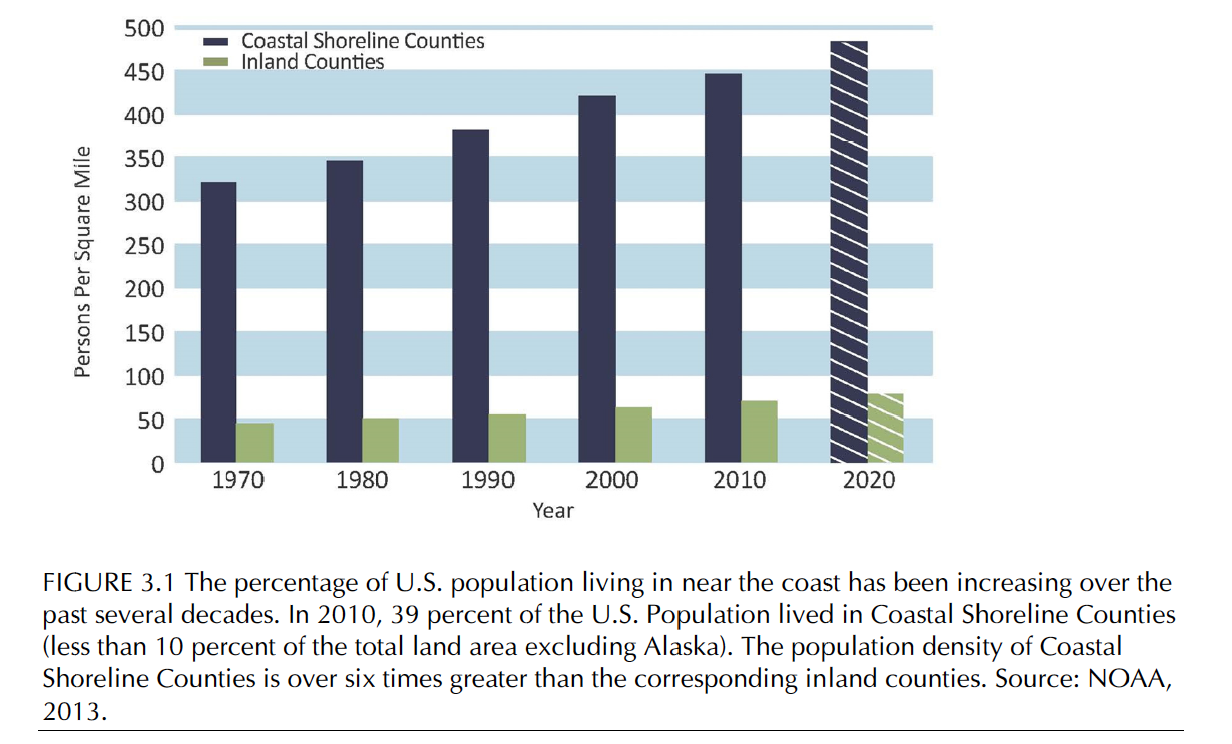 500
Coastal Shoreline Counties
Inland Counties
450
400
350
300
250
200
150
100
50
0
Persons Per Square Mile
1970 1980 1990 2000 2010 2020
Year
FIGURE 3.1 The percentage of U.S. population living in near the coast has been increasing over the
past several decades. In 2010, 39 percent of the U.S. Population lived in Coastal Shoreline Counties
(less than 10 percent of the total land area excluding Alaska). The population density of Coastal
Shoreline Counties is over six times greater than the corresponding inland counties. Source: NOAA,
2013.